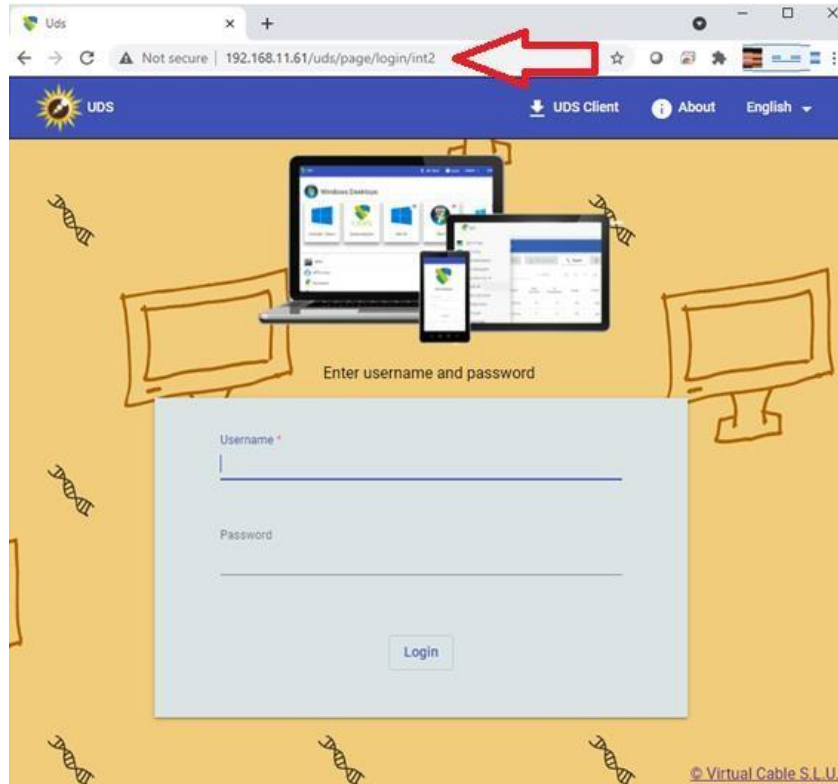 Uds
Not secure | 192.168.11.61/uds/page/login/int2
UDS
UDS Client
About
English
Windows Desktops
Enter username and password
Username *
Password
Login
© Virtual Cable S.L.U